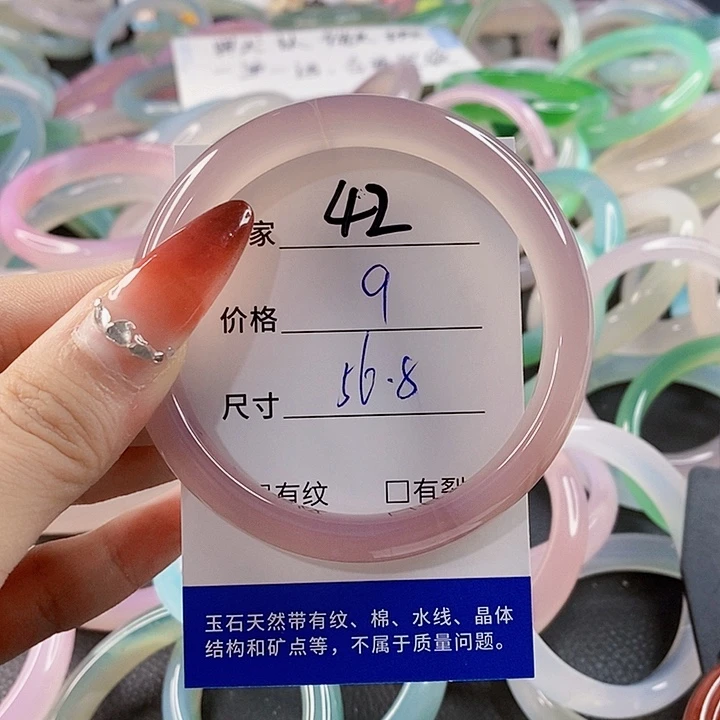 家 42
价格 9
尺寸 56.8
有纹 □有裂
玉石天然带有纹、棉、水线、晶体
结构和矿点等，不属于质量问题。